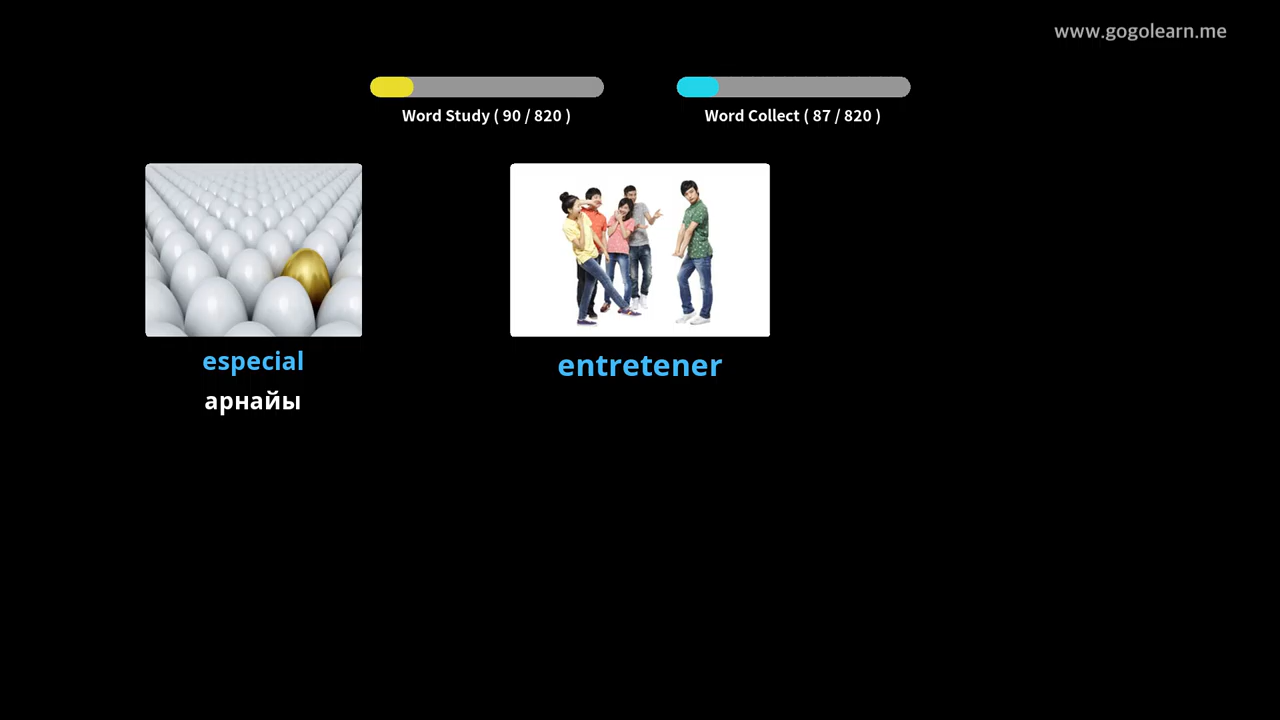 www.gogolearn.me
Word Study ( 90 / 820 )
Word Collect ( 87 / 820 )
especial
арнайы
entretener